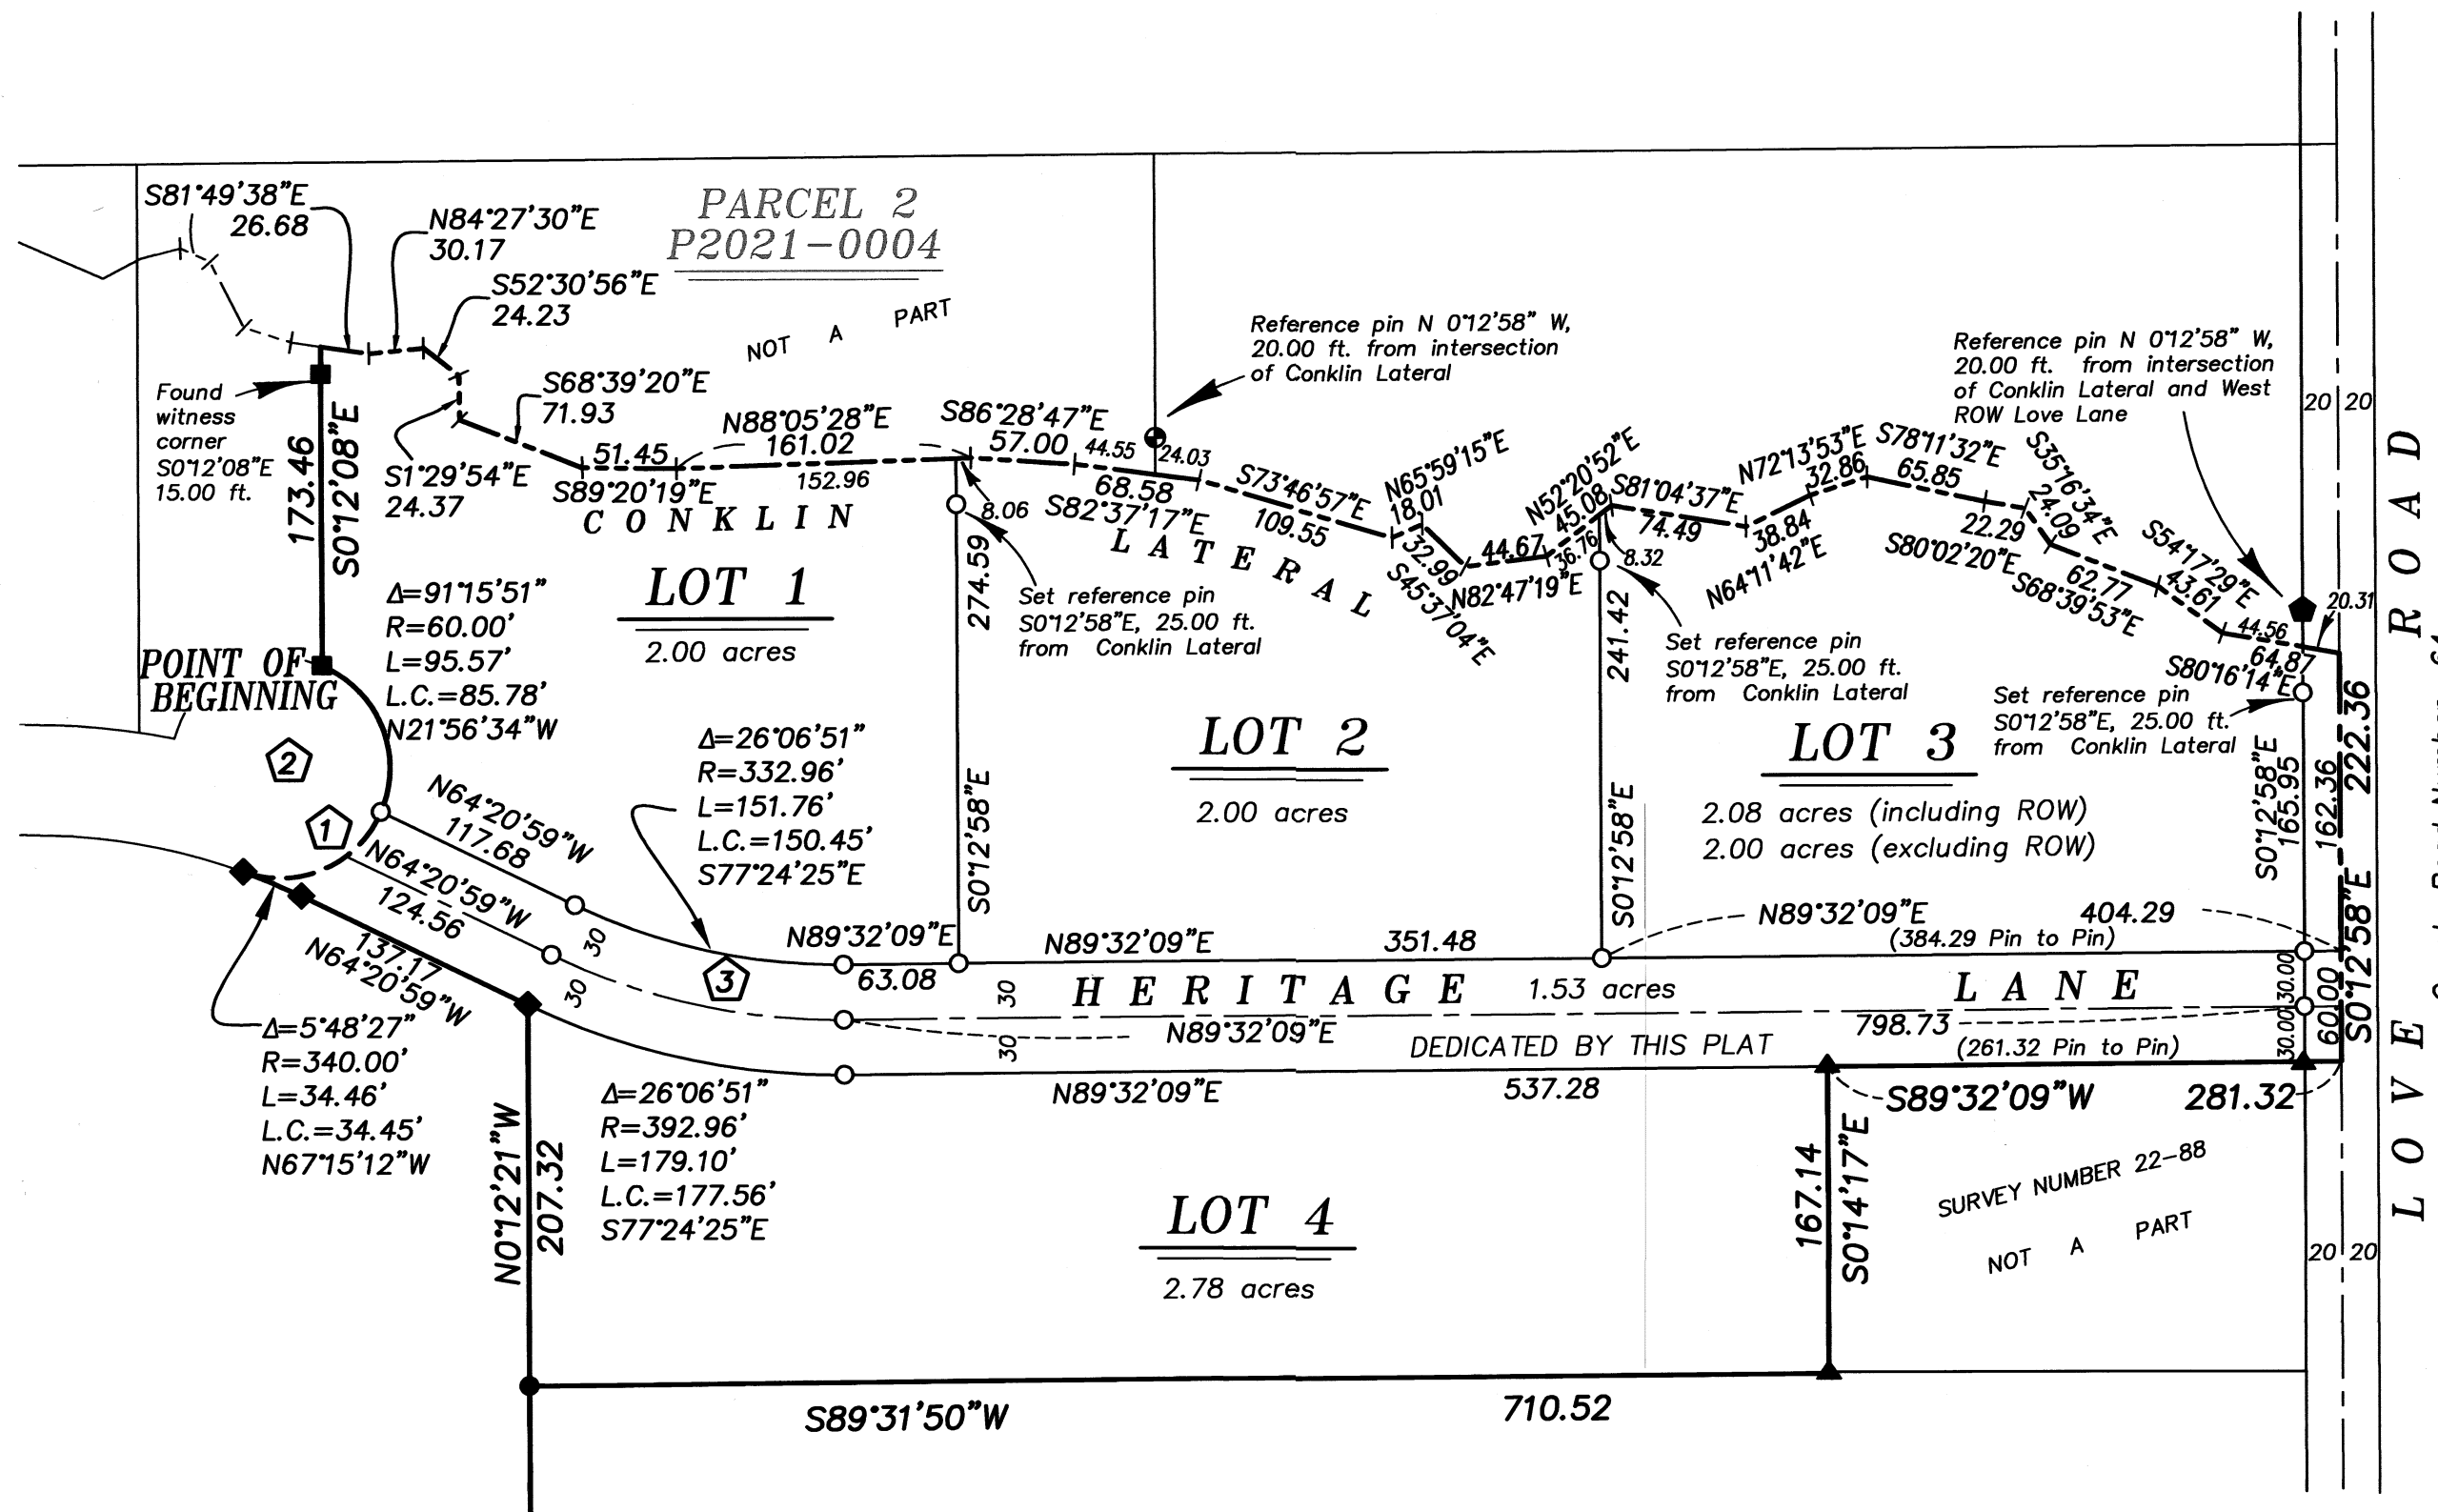 S81°49'38"E
26.68
N84°27'30"E
30.17
S52°30'56"E
24.23
PARCEL 2
P2021-0004
NOT A PART
Found
witness
corner
S0°12'08"E
15.00 ft.
173.46
S0°12'08"E
S1°29'54"E
24.37
S68°39'20"E
71.93
51.45
S89°20'19"E
N88°05'28"E
161.02
152.96
8.06
S86°28'47"E
57.00
44.55
24.03
68.58
S82°37'17"E
Reference pin N 0°12'58" W,
20.00 ft. from intersection
of Conklin Lateral
S73°46'57"E
109.55
N65°59'15"E
18.01
32.99
S45°37'04"E
44.67
N82°47'19"E
N52°20'52"E
45.08
36.76
8.32
S81°04'37"E
74.49
38.84
N64°11'42"E
N72°13'53"E
32.86
S78°11'32"E
65.85
22.29
S80°02'20"E
S35°16'34"E
24.09
62.77
S68°39'53"E
S54°17'29"E
43.61
44.56
64.87
S80°16'14"E
20.31
Reference pin N 0°12'58" W,
20.00 ft. from intersection
of Conklin Lateral and West
ROW Love Lane
20 20
CONKLIN
LATERAL
LOT 1
2.00 acres
Δ=91°15'51"
R=60.00'
L=95.57'
L.C.=85.78'
N21°56'34"W
POINT OF
BEGINNING
2
1
274.59
S0°12'58"E
Set reference pin
S0°12'58"E, 25.00 ft.
from Conklin Lateral
LOT 2
2.00 acres
241.42
S0°12'58"E
Set reference pin
S0°12'58"E, 25.00 ft.
from Conklin Lateral
LOT 3
2.08 acres (including ROW)
2.00 acres (excluding ROW)
Set reference pin
S0°12'58"E, 25.00 ft.
from Conklin Lateral
S0°12'58"E
165.95
162.36
222.36
S0°12'58"E
60.00
30.00
30.00
LOVE ROAD
Δ=26°06'51"
R=332.96'
L=151.76'
L.C.=150.45'
S77°24'25"E
N64°20'59"W
117.68
N64°20'59"W
124.56
137.17
N64°20'59"W
30
30
3
N89°32'09"E
63.08
N89°32'09"E
351.48
N89°32'09"E
404.29
(384.29 Pin to Pin)
30
HERITAGE
1.53 acres
LANE
N89°32'09"E
798.73
30
DEDICATED BY THIS PLAT
(261.32 Pin to Pin)
N89°32'09"E
537.28
S89°32'09"W
281.32
Δ=5°48'27"
R=340.00'
L=34.46'
L.C.=34.45'
N67°15'12"W
N0°12'21"W
207.32
Δ=26°06'51"
R=392.96'
L=179.10'
L.C.=177.56'
S77°24'25"E
LOT 4
2.78 acres
167.14
S0°14'17"E
SURVEY NUMBER 22-88
NOT A PART
20 20
S89°31'50"W
710.52